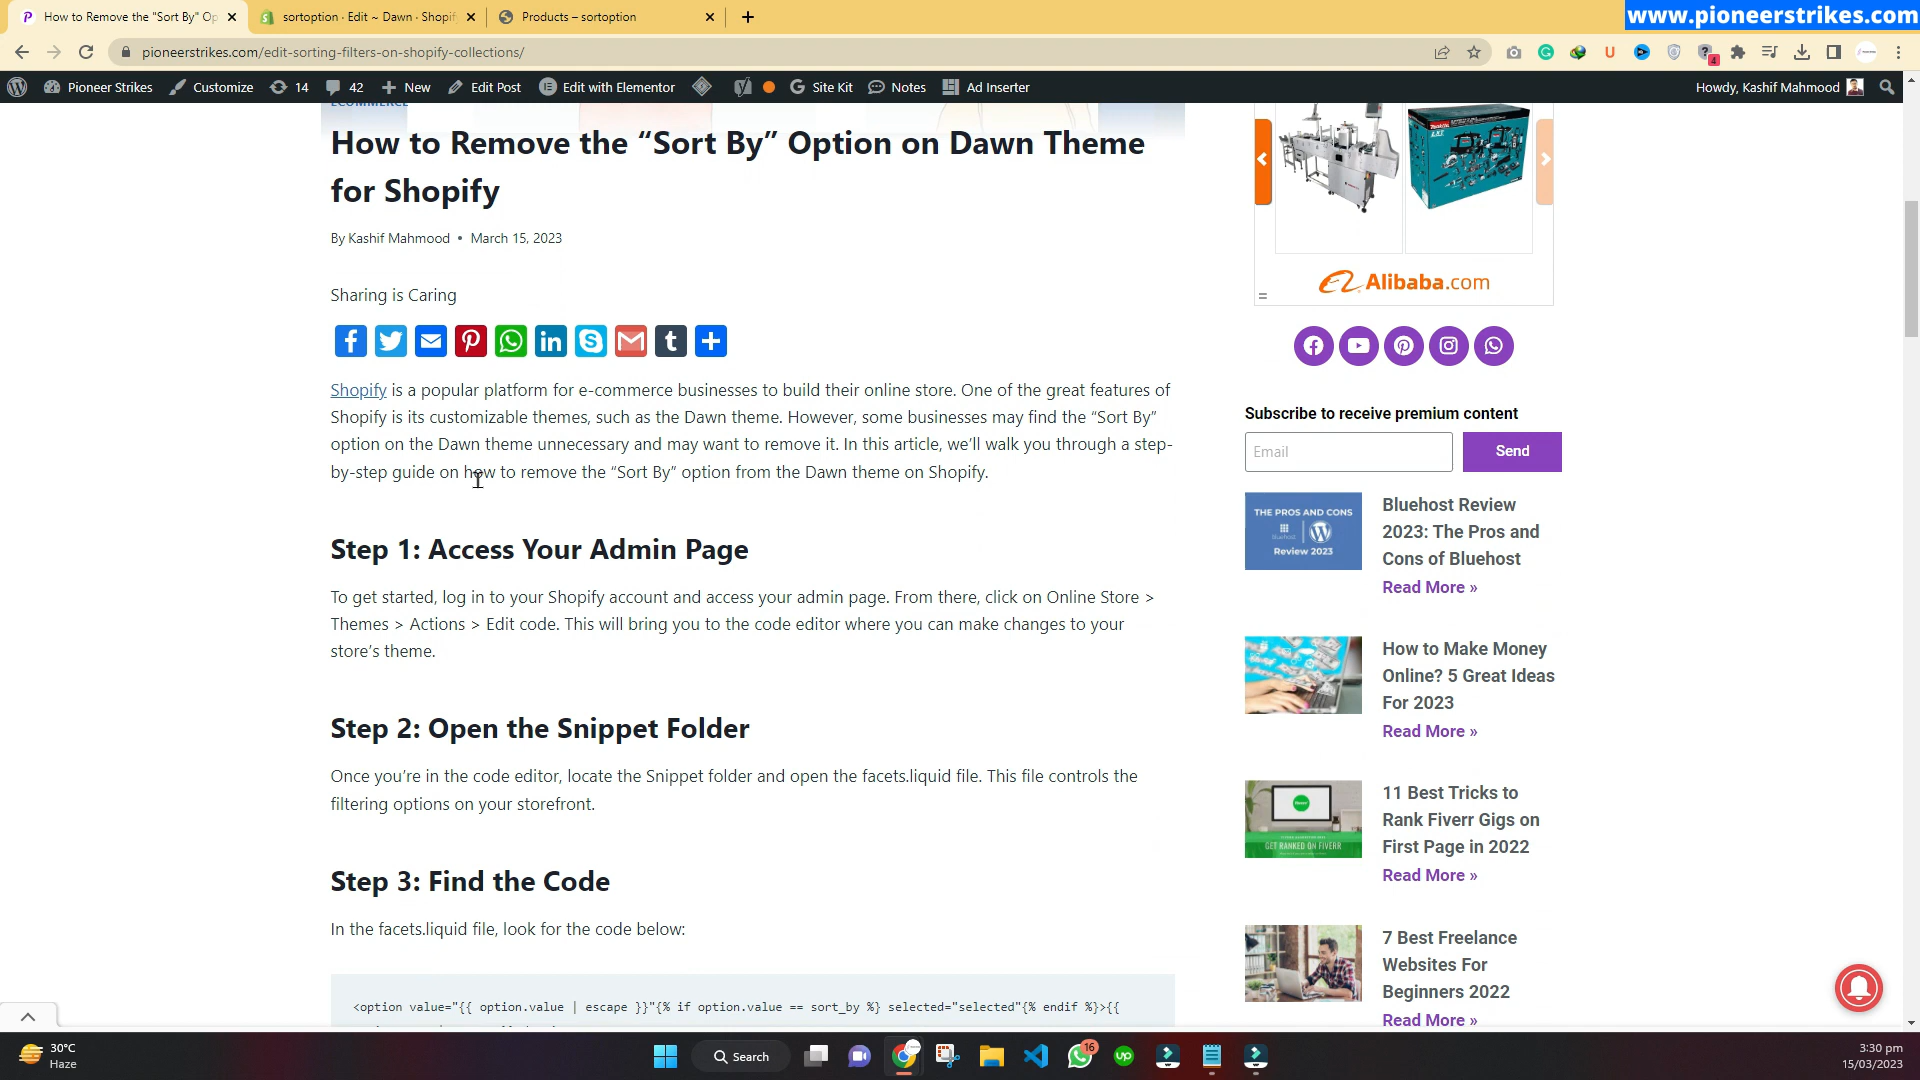 How to Remove the "Sort By" Op
sortoption · Edit ~ Dawn · Shopif
Products – sortoption
www.pioneerstrikes.com
pioneerstrikes.com/edit-sorting-filters-on-shopify-collections/
4
Pioneer Strikes
Customize
14
42
New
Edit Post
Edit with Elementor
Site Kit
Notes
Ad Inserter
Howdy, Kashif Mahmood
ECOMMERCE
How to Remove the “Sort By” Option on Dawn Theme
for Shopify
By Kashif Mahmood • March 15, 2023
Sharing is Caring
Shopify is a popular platform for e-commerce businesses to build their online store. One of the great features of
Shopify is its customizable themes, such as the Dawn theme. However, some businesses may find the “Sort By”
option on the Dawn theme unnecessary and may want to remove it. In this article, we’ll walk you through a step-
by-step guide on how to remove the “Sort By” option from the Dawn theme on Shopify.
Step 1: Access Your Admin Page
To get started, log in to your Shopify account and access your admin page. From there, click on Online Store >
Themes > Actions > Edit code. This will bring you to the code editor where you can make changes to your
store’s theme.
Step 2: Open the Snippet Folder
Once you’re in the code editor, locate the Snippet folder and open the facets.liquid file. This file controls the
filtering options on your storefront.
Step 3: Find the Code
In the facets.liquid file, look for the code below:
<option value="{{ option.value | escape }}"{% if option.value == sort_by %} selected="selected"{% endif %}>{{
Alibaba.com
Subscribe to receive premium content
Email
Send
THE PROS AND CONS
bluehost
Review 2023
Bluehost Review
2023: The Pros and
Cons of Bluehost
Read More »
How to Make Money
Online? 5 Great Ideas
For 2023
Read More »
GET RANKED ON FIVERR
11 Best Tricks to
Rank Fiverr Gigs on
First Page in 2022
Read More »
7 Best Freelance
Websites For
Beginners 2022
Read More »
30°C
Haze
Search
16
3:30 pm
15/03/2023